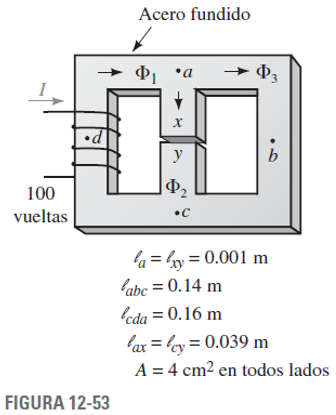 Acero fundido
Φ1 •a Φ3
I
x
•d
y
b
100
vueltas
Φ2
•c
ℓa = ℓxy = 0.001 m
ℓabc = 0.14 m
ℓcda = 0.16 m
ℓax = ℓcy = 0.039 m
A = 4 cm² en todos lados
FIGURA 12-53